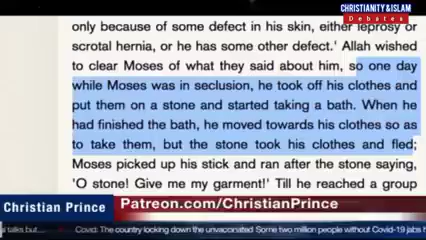 CHRISTIANITY & ISLAM
Debates
only because of some defect in his skin, either leprosy or
scrotal hernia, or he has some other defect.' Allah wished
to clear Moses of what they said about him, so one day
while Moses was in seclusion, he took off his clothes and
put them on a stone and started taking a bath. When he
had finished the bath, he moved towards his clothes so as
to take them, but the stone took his clothes and fled;
Moses picked up his stick and ran after the stone saying,
'O stone! Give me my garment!' Till he reached a group
Christian Prince
Patreon.com/ChristianPrince
talks but...
Covid: The country locking down the unvaccinated
Some two million people without Covid-19 jabs